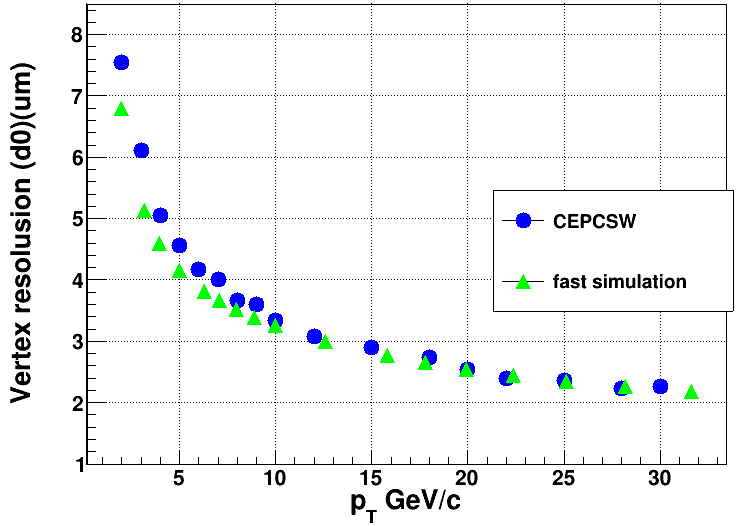 Vertex resolusion (d0)(um)
8
7
6
5
4
3
2
1
CEPCSW
fast simulation
5 10 15 20 25 30
p_T GeV/c